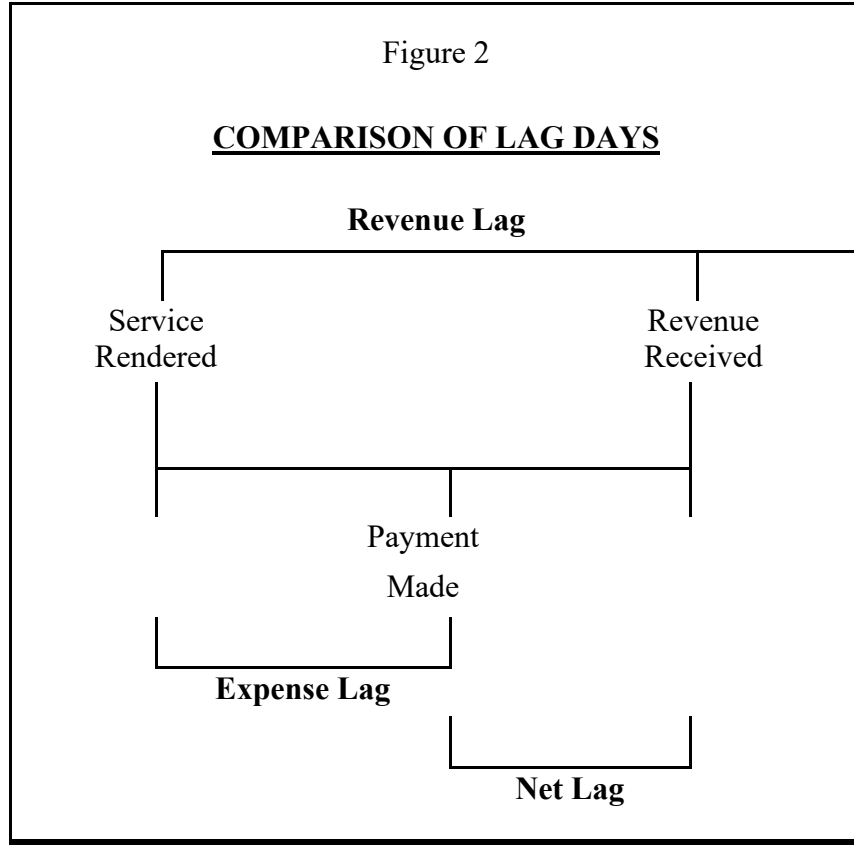 Figure 2
COMPARISON OF LAG DAYS
Revenue Lag
Service Revenue
Rendered Received
Payment
Made
Expense Lag
Net Lag